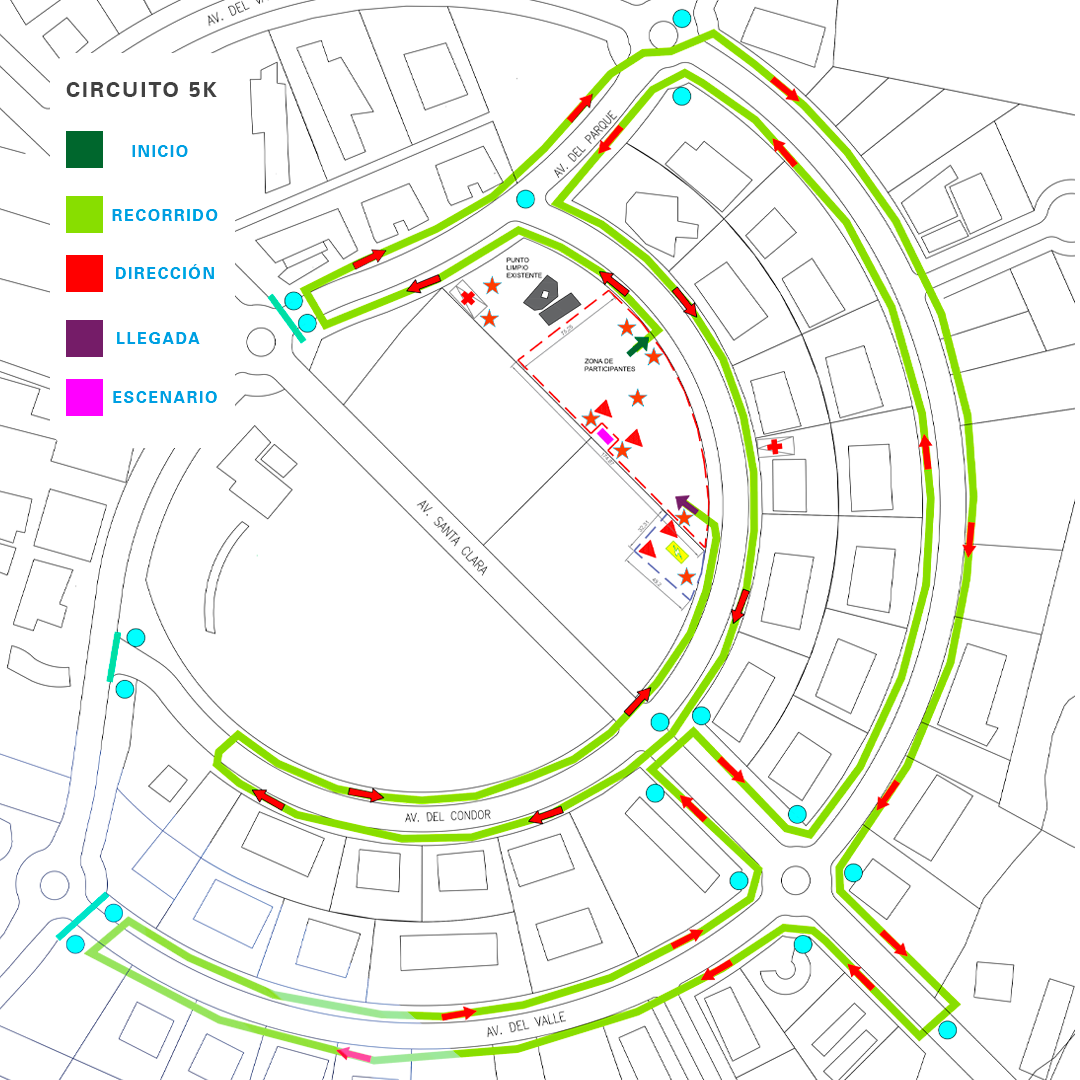 AV. DEL VA
CIRCUITO 5K
INICIO
RECORRIDO
DIRECCIÓN
LLEGADA
ESCENARIO
AV. DEL PARQUE
PUNTO
LIMPIO
EXISTENTE
ZONA DE
PARTICIPANTES
AV. SANTA CLARA
AV. DEL CONDOR
AV. DEL VALLE